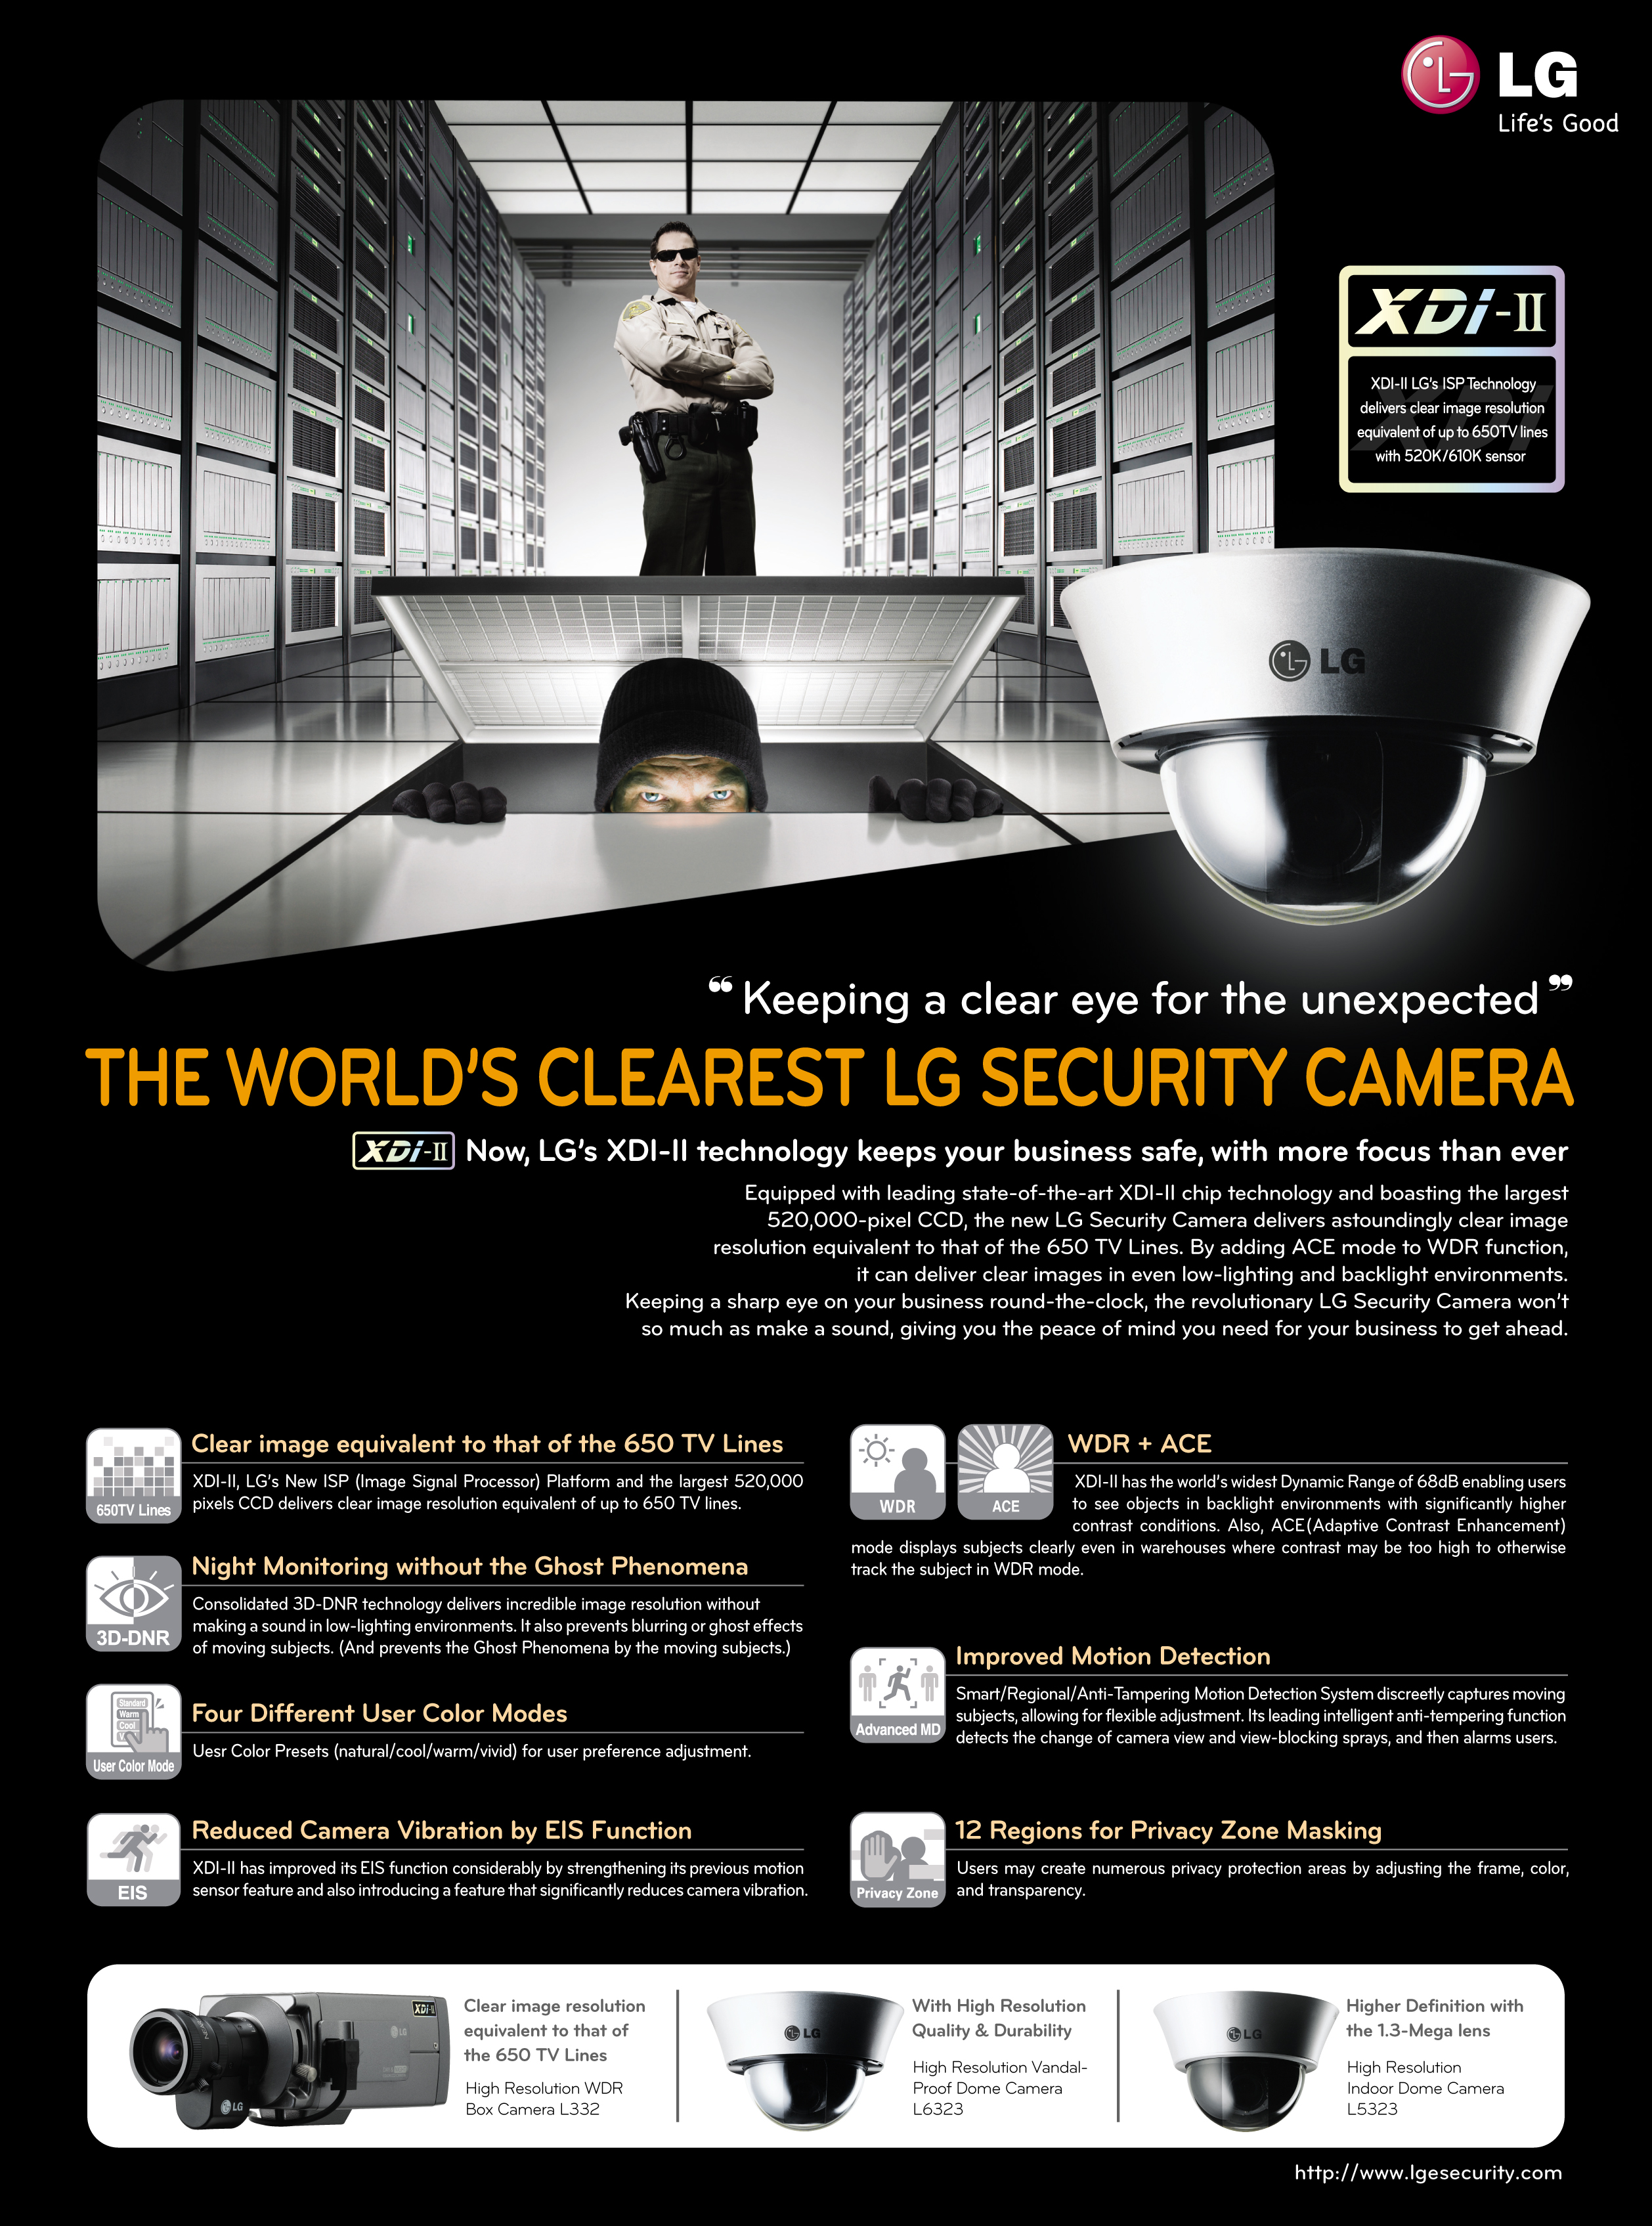 LG
Life's Good
XDi-II
XDI-II LG's ISP Technology
delivers clear image resolution
equivalent of up to 650TV lines
with 520K/610K sensor
LG
“ Keeping a clear eye for the unexpected ”
THE WORLD'S CLEAREST LG SECURITY CAMERA
XDi-II Now, LG's XDI-II technology keeps your business safe, with more focus than ever
Equipped with leading state-of-the-art XDI-II chip technology and boasting the largest
520,000-pixel CCD, the new LG Security Camera delivers astoundingly clear image
resolution equivalent to that of the 650 TV Lines. By adding ACE mode to WDR function,
it can deliver clear images in even low-lighting and backlight environments.
Keeping a sharp eye on your business round-the-clock, the revolutionary LG Security Camera won't
so much as make a sound, giving you the peace of mind you need for your business to get ahead.
650TV Lines
Clear image equivalent to that of the 650 TV Lines
XDI-II, LG's New ISP (Image Signal Processor) Platform and the largest 520,000
pixels CCD delivers clear image resolution equivalent of up to 650 TV lines.
3D-DNR
Night Monitoring without the Ghost Phenomena
Consolidated 3D-DNR technology delivers incredible image resolution without
making a sound in low-lighting environments. It also prevents blurring or ghost effects
of moving subjects. (And prevents the Ghost Phenomena by the moving subjects.)
Standard
Warm
Cool
User Color Mode
Four Different User Color Modes
Uesr Color Presets (natural/cool/warm/vivid) for user preference adjustment.
EIS
Reduced Camera Vibration by EIS Function
XDI-II has improved its EIS function considerably by strengthening its previous motion
sensor feature and also introducing a feature that significantly reduces camera vibration.
WDR
ACE
WDR + ACE
XDI-II has the world's widest Dynamic Range of 68dB enabling users
to see objects in backlight environments with significantly higher
contrast conditions. Also, ACE(Adaptive Contrast Enhancement)
mode displays subjects clearly even in warehouses where contrast may be too high to otherwise
track the subject in WDR mode.
Advanced MD
Improved Motion Detection
Smart/Regional/Anti-Tampering Motion Detection System discreetly captures moving
subjects, allowing for flexible adjustment. Its leading intelligent anti-tempering function
detects the change of camera view and view-blocking sprays, and then alarms users.
Privacy Zone
12 Regions for Privacy Zone Masking
Users may create numerous privacy protection areas by adjusting the frame, color,
and transparency.
XDi-II
LG
LG
Clear image resolution
equivalent to that of
the 650 TV Lines
High Resolution WDR
Box Camera L332
LG
With High Resolution
Quality & Durability
High Resolution Vandal-
Proof Dome Camera
L6323
LG
Higher Definition with
the 1.3-Mega lens
High Resolution
Indoor Dome Camera
L5323
http://www.lgesecurity.com